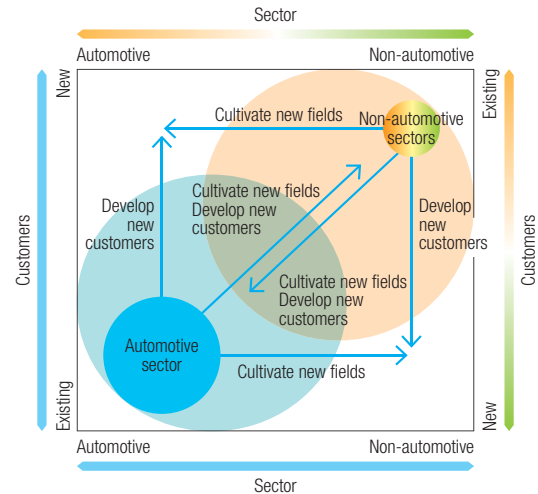 Sector
Automotive
Non-automotive
New
Existing
Cultivate new fields
Non-automotive
sectors
Cultivate new fields
Develop new
customers
Develop
new
customers
Develop
new
customers
Customers
Customers
Cultivate new fields
Develop new
customers
Automotive
sector
Cultivate new fields
Existing
New
Automotive
Non-automotive
Sector